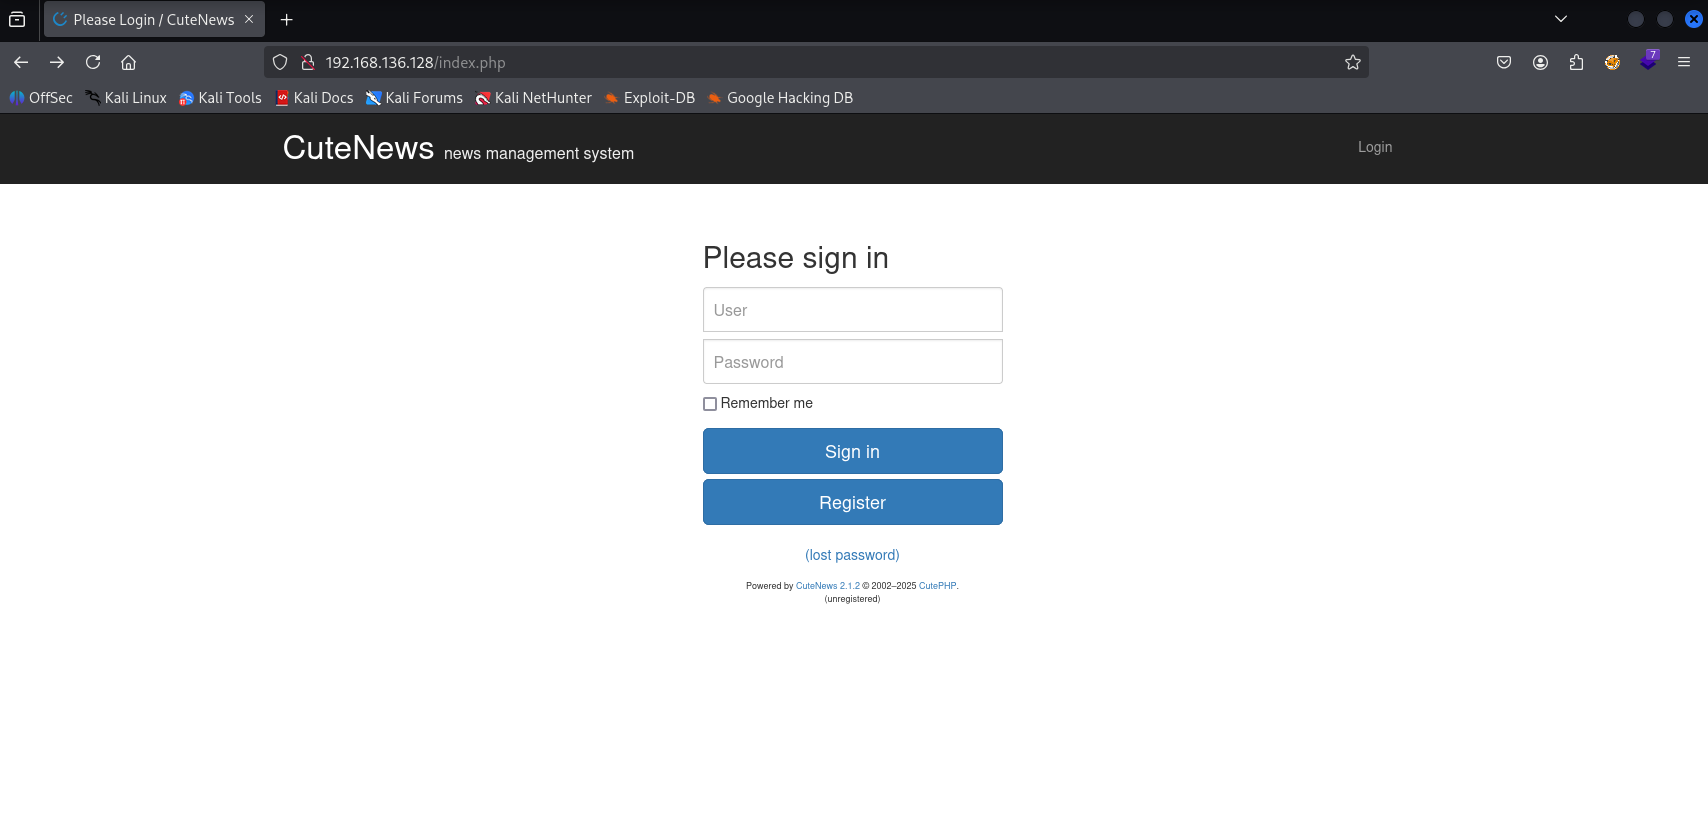 Please Login / CuteNews
192.168.136.128/index.php
7
OffSec Kali Linux Kali Tools Kali Docs Kali Forums Kali NetHunter Exploit-DB Google Hacking DB
CuteNews news management system Login
Please sign in
User
Password
Remember me
Sign in
Register
(lost password)
Powered by CuteNews 2.1.2 © 2002–2025 CutePHP.
(unregistered)